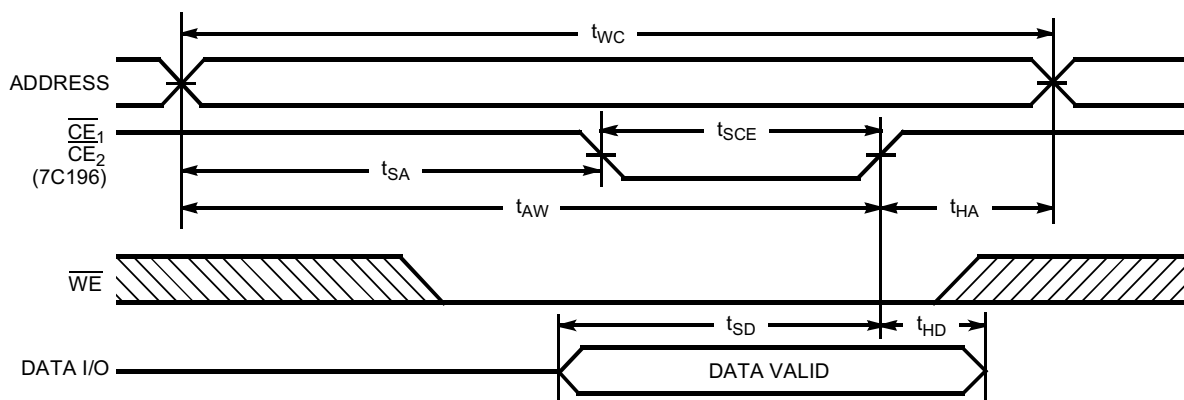 tWC
ADDRESS
CE1
CE2
(7C196)
tSCE
tSA
tAW
tHA
WE
tSD
tHD
DATA I/O
DATA VALID